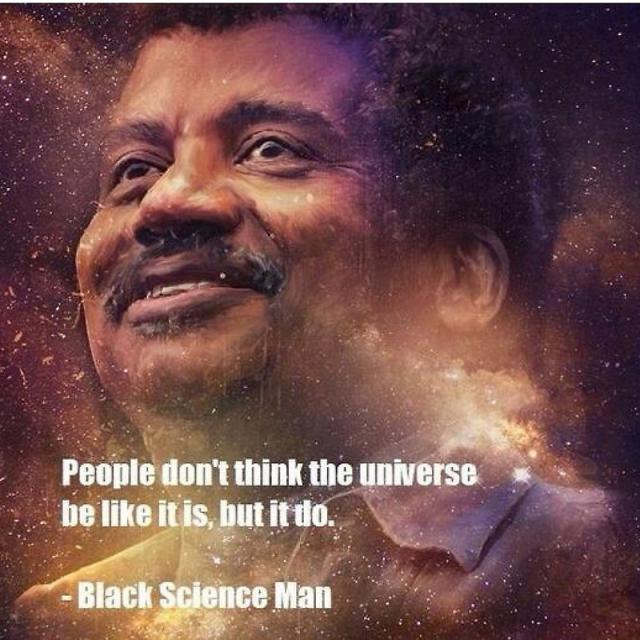 People don't think the universe
be like it is, but it do.
- Black Science Man